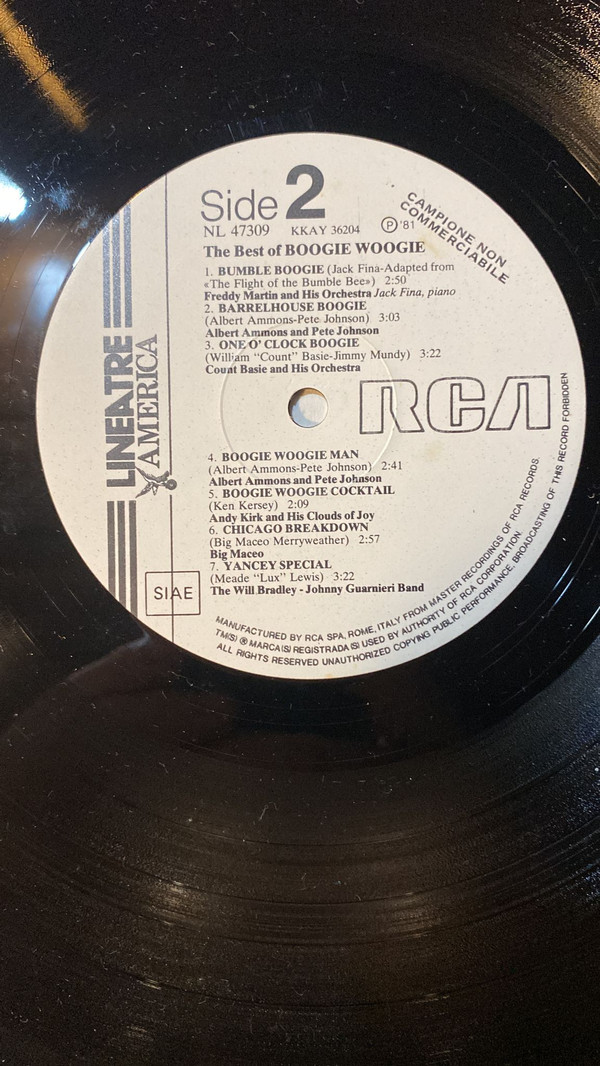 Side 2
NL 47309 KKAY 36204 Ⓟ '81
CAMPIONE NON
COMMERCIABILE
The Best of BOOGIE WOOGIE
1. BUMBLE BOOGIE (Jack Fina-Adapted from
«The Flight of the Bumble Bee») 2:50
Freddy Martin and His Orchestra Jack Fina, piano
2. BARRELHOUSE BOOGIE
(Albert Ammons-Pete Johnson) 3:03
Albert Ammons and Pete Johnson
3. ONE O' CLOCK BOOGIE
(William "Count" Basie-Jimmy Mundy) 3:22
Count Basie and His Orchestra
LINEATRE
AMERICA
RCA
4. BOOGIE WOOGIE MAN
(Albert Ammons-Pete Johnson) 2:41
Albert Ammons and Pete Johnson
5. BOOGIE WOOGIE COCKTAIL
(Ken Kersey) 2:09
Andy Kirk and His Clouds of Joy
6. CHICAGO BREAKDOWN
(Big Maceo Merryweather) 2:57
Big Maceo
7. YANCEY SPECIAL
(Meade "Lux" Lewis) 3:22
The Will Bradley - Johnny Guarnieri Band
SIAE
MANUFACTURED BY RCA SPA, ROME, ITALY FROM MASTER RECORDINGS OF RCA RECORDS.
TM(S) ® MARCA(S) REGISTRADA(S) USED BY AUTHORITY OF RCA CORPORATION.
ALL RIGHTS RESERVED UNAUTHORIZED COPYING PUBLIC PERFORMANCE, BROADCASTING OF THIS RECORD FORBIDDEN